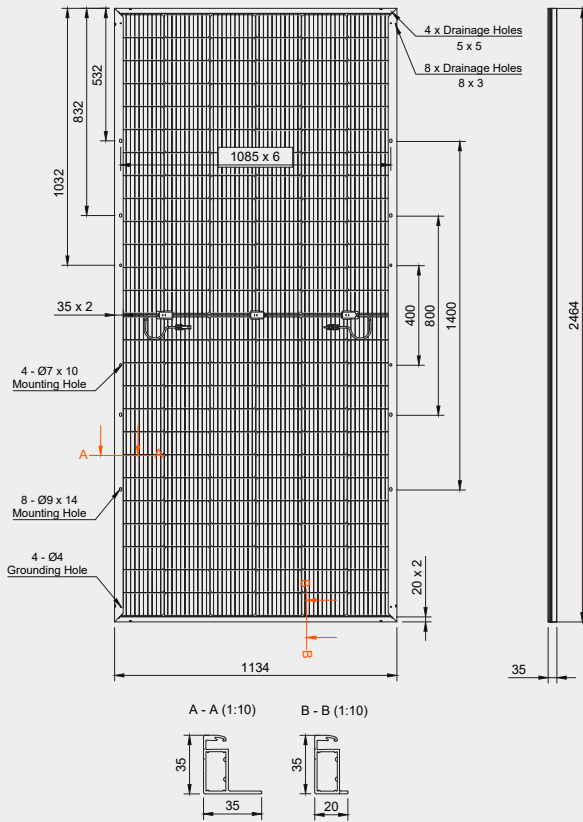 4 x Drainage Holes
5 x 5
8 x Drainage Holes
8 x 3
532
832
1032
1085 x 6
35 x 2
400
800
1400
2464
4 - Ø7 x 10
Mounting Hole
A
A
8 - Ø9 x 14
Mounting Hole
4 - Ø4
Grounding Hole
B
B
20 x 2
1134
35
A - A (1:10)
B - B (1:10)
35
35
35
20